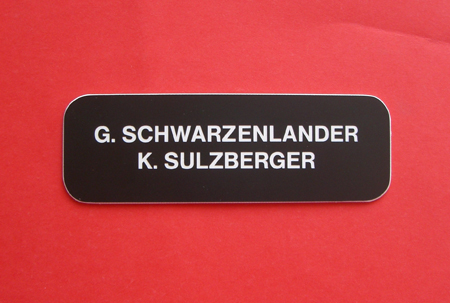 G. SCHWARZENLANDER
K. SULZBERGER